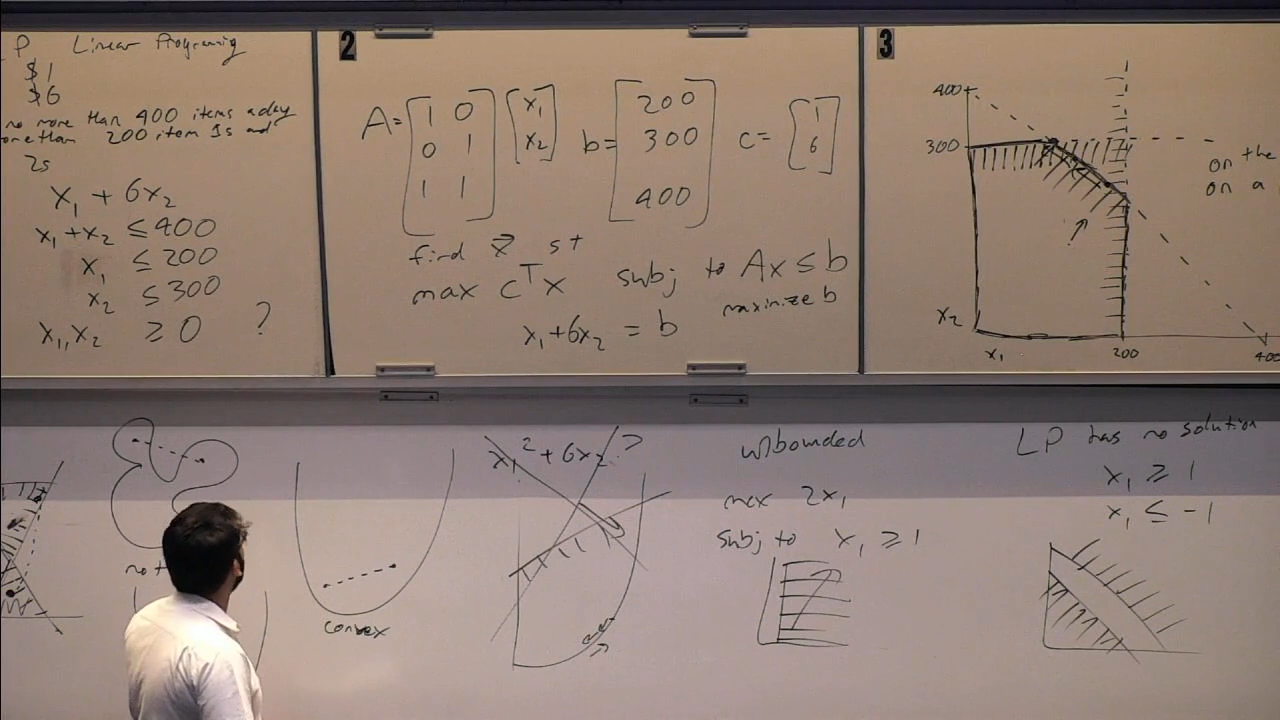 P Linear Programing
$1
$6
no more than 400 items a day
more than 200 item 1s and
2s
x₁ + 6x₂
x₁+x₂ ≤ 400
x₁ ≤ 200
x₂ ≤ 300
x₁,x₂ ≥ 0 ?
2
A= [1 0] [x₁] b= [200] c= [1]
[0 1] [x₂] [300] [6]
[1 1] [400]
find x⃗ st
max cᵀx subj to Ax ≤ b
maximize b
x₁+6x₂ = b
3
400
300
on the
on a
?
x₂
x₁ 200 400
not
convex
x₁² + 6x₂?
unbounded
max 2x₁
subj to x₁ ≥ 1
LP has no solution
x₁ ≥ 1
x₁ ≤ -1